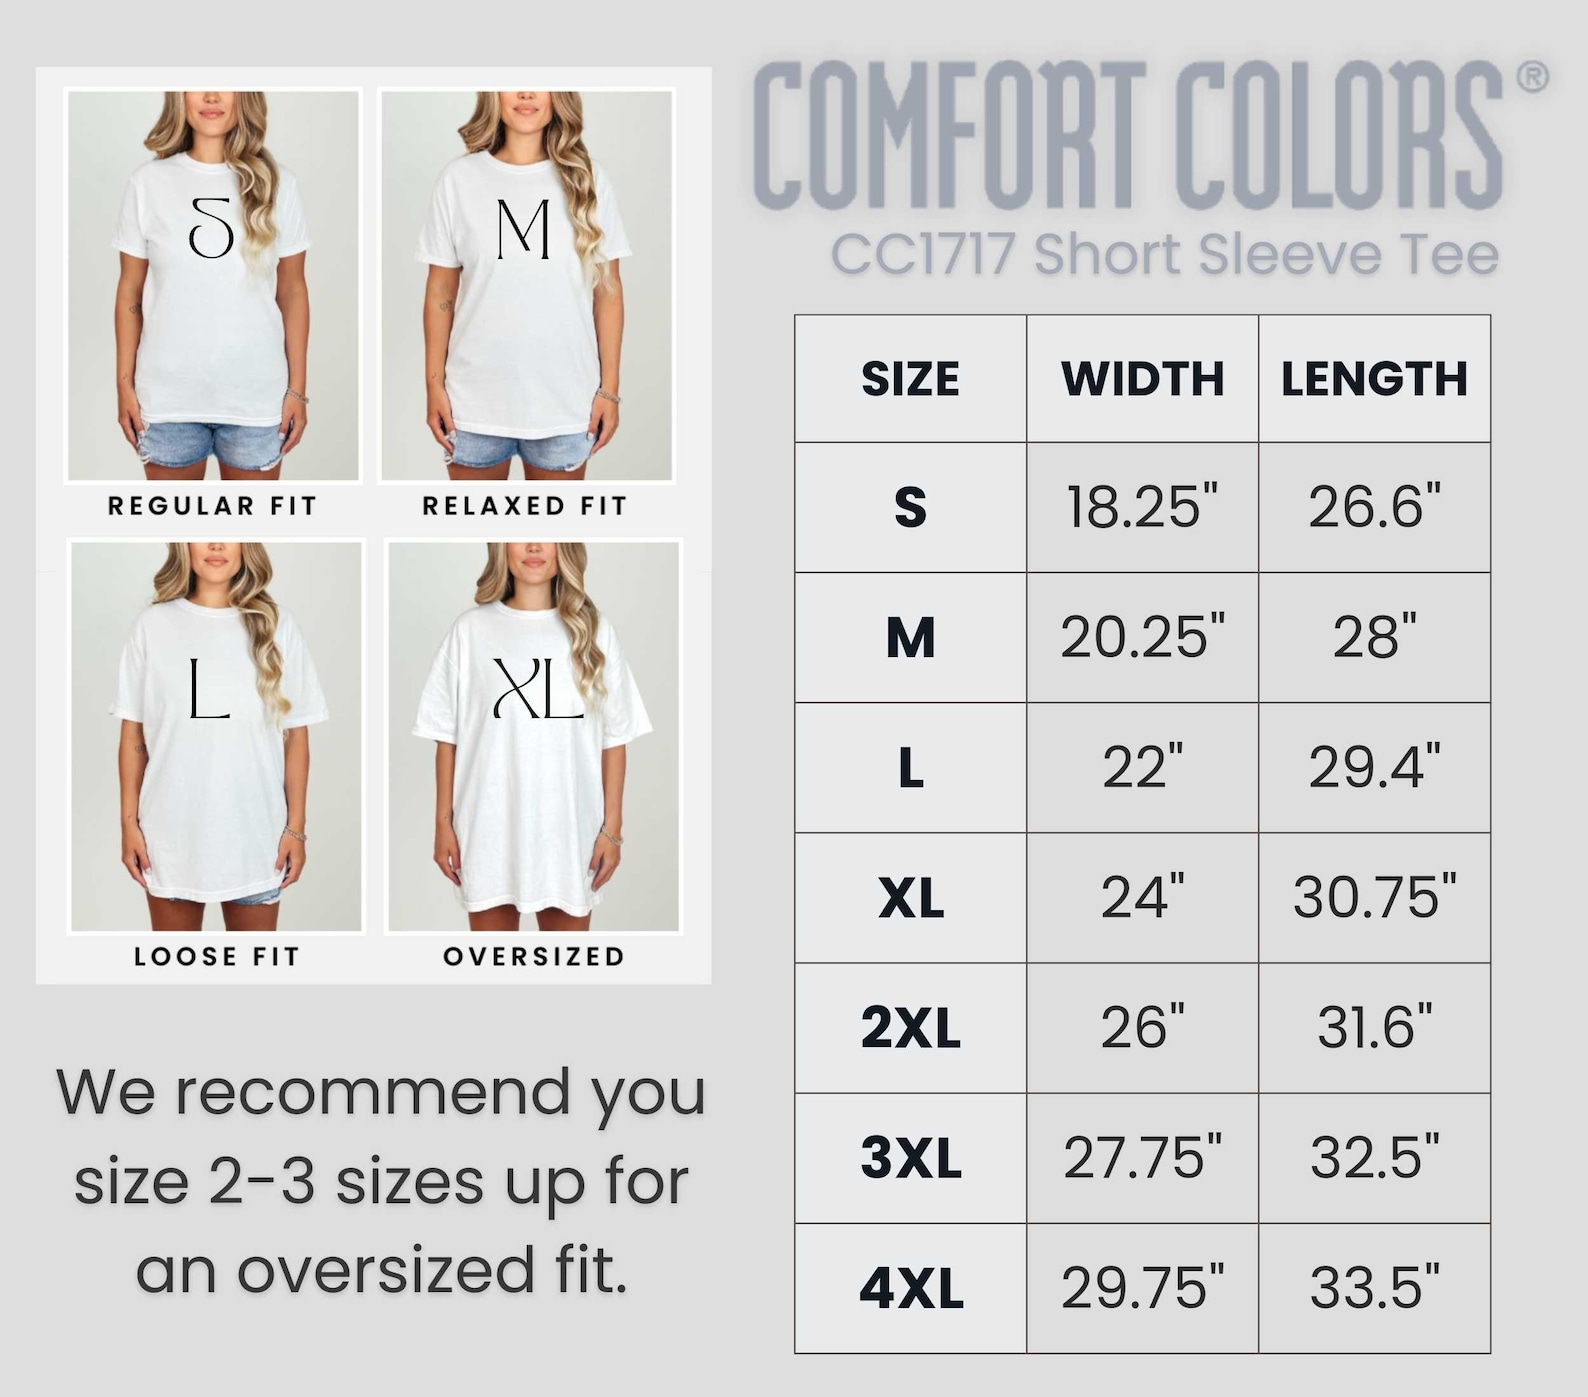 COMFORT COLORS®
CC1717 Short Sleeve Tee
S
M
REGULAR FIT
RELAXED FIT
L
XL
LOOSE FIT
OVERSIZED
We recommend you
size 2-3 sizes up for
an oversized fit.
SIZE WIDTH LENGTH
S 18.25" 26.6"
M 20.25" 28"
L 22" 29.4"
XL 24" 30.75"
2XL 26" 31.6"
3XL 27.75" 32.5"
4XL 29.75" 33.5"